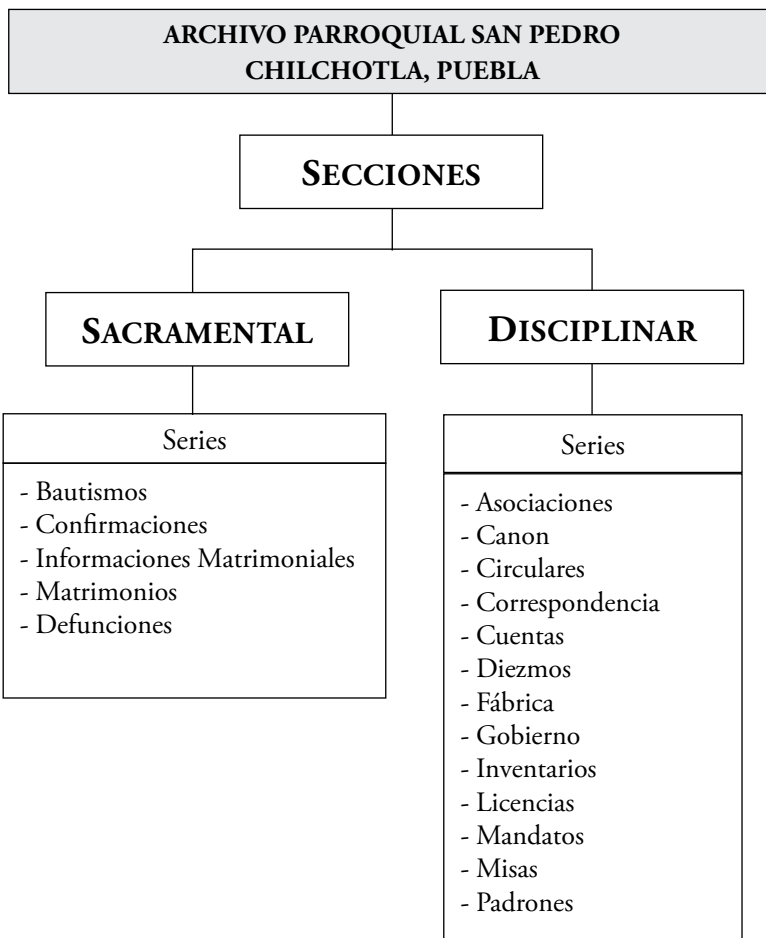 ARCHIVO PARROQUIAL SAN PEDRO
CHILCHOTLA, PUEBLA
SECCIONES
SACRAMENTAL
Series
- Bautismos
- Confirmaciones
- Informaciones Matrimoniales
- Matrimonios
- Defunciones
DISCIPLINAR
Series
- Asociaciones
- Canon
- Circulares
- Correspondencia
- Cuentas
- Diezmos
- Fábrica
- Gobierno
- Inventarios
- Licencias
- Mandatos
- Misas
- Padrones